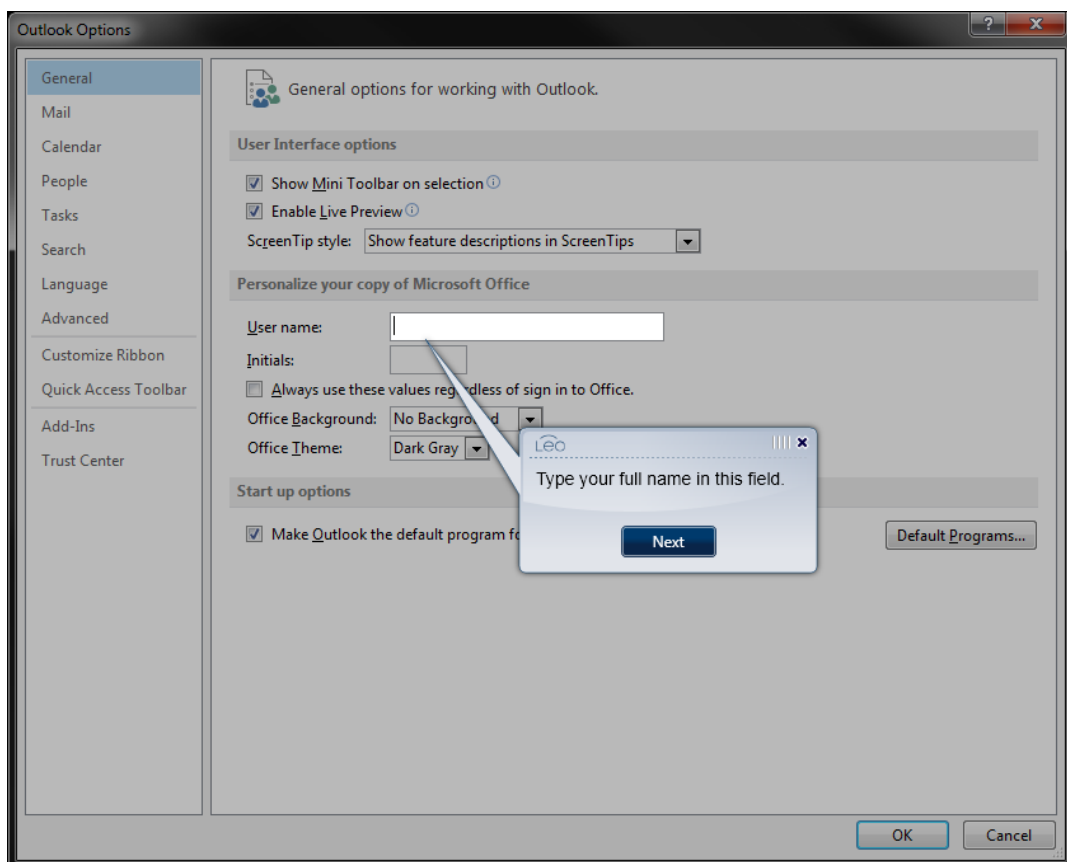 Outlook Options
General
Mail
Calendar
People
Tasks
Search
Language
Advanced
Customize Ribbon
Quick Access Toolbar
Add-Ins
Trust Center
General options for working with Outlook.
User Interface options
Show Mini Toolbar on selection
Enable Live Preview
ScreenTip style: Show feature descriptions in ScreenTips
Personalize your copy of Microsoft Office
User name:
Initials:
Always use these values regardless of sign in to Office.
Office Background: No Background
Office Theme: Dark Gray
Leo
Type your full name in this field.
Next
Start up options
Make Outlook the default program fo
Default Programs...
OK Cancel